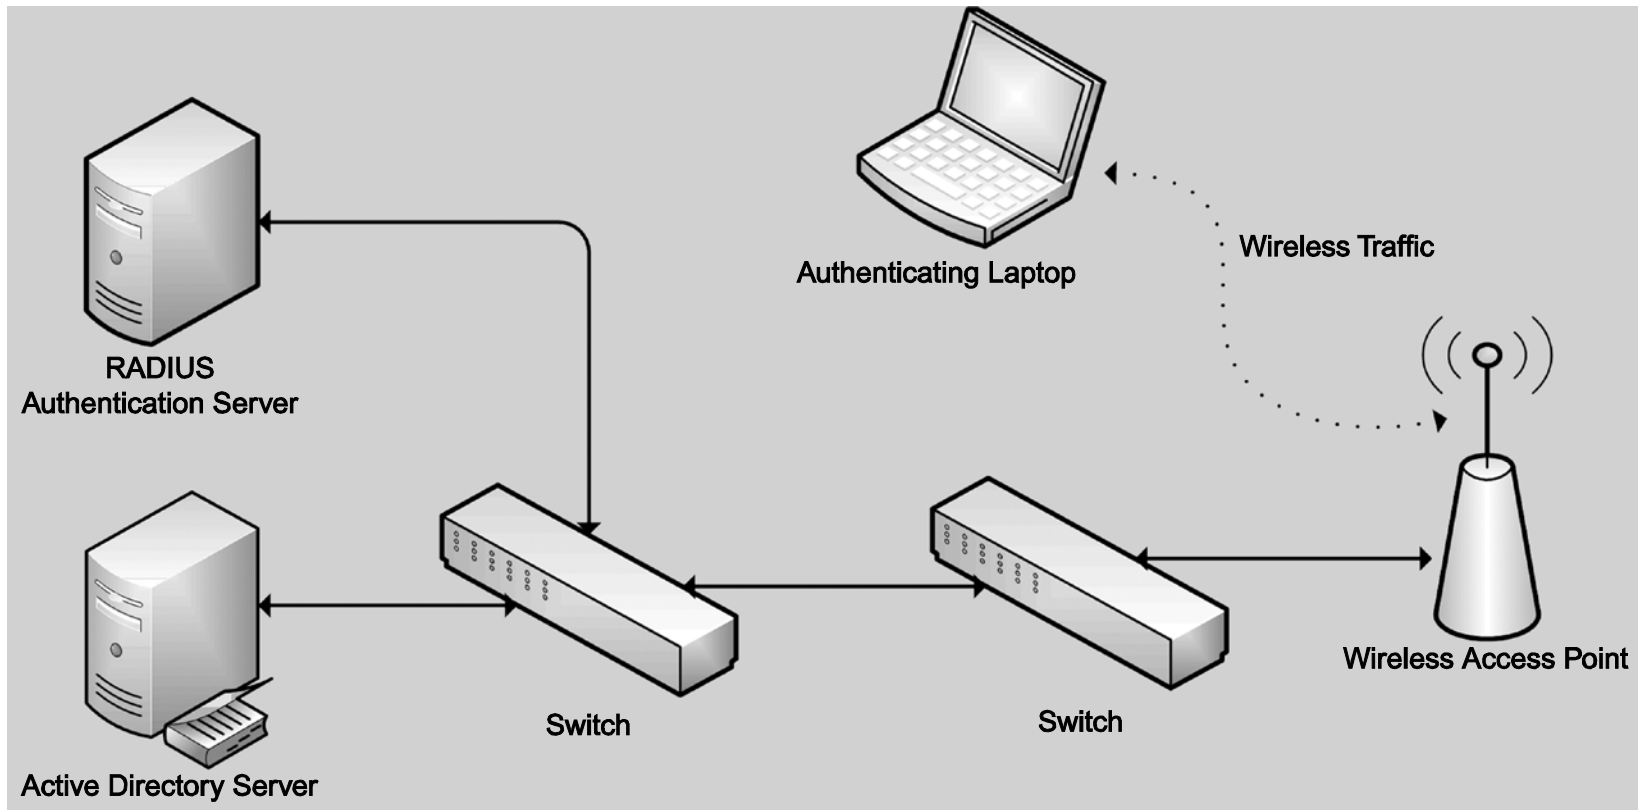 Authenticating Laptop
Wireless Traffic
RADIUS
Authentication Server
Wireless Access Point
Switch
Switch
Active Directory Server